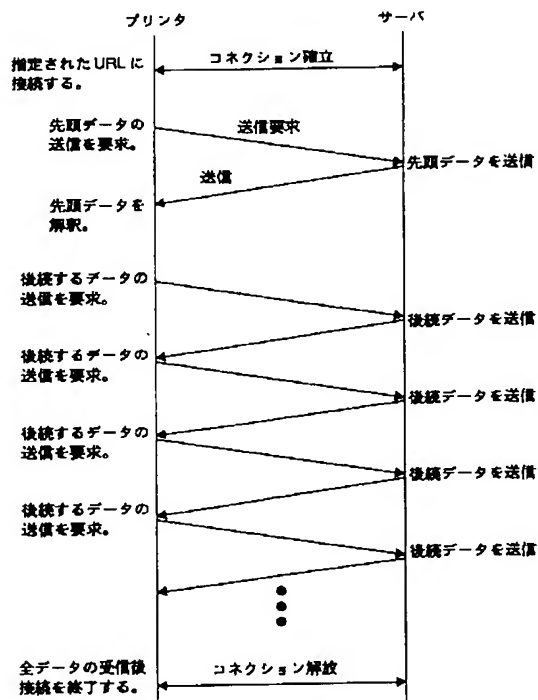 プリンタ
サーバ
指定されたURLに
接続する。
コネクション確立
先頭データの
送信を要求。
送信要求
先頭データを送信
送信
先頭データを
解釈。
後続するデータの
送信を要求。
後続データを送信
後続するデータの
送信を要求。
後続データを送信
後続するデータの
送信を要求。
後続データを送信
後続するデータの
送信を要求。
後続データを送信
全データの受信後
接続を終了する。
コネクション解放